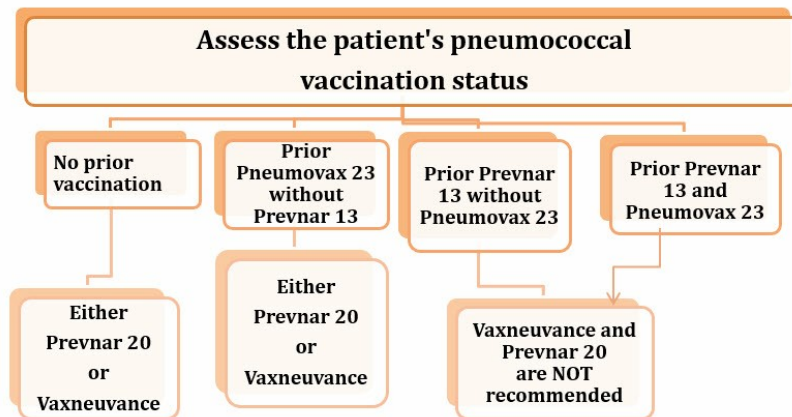 Assess the patient's pneumococcal
vaccination status
No prior
vaccination
Prior
Pneumovax 23
without
Prevnar 13
Prior Prevnar
13 without
Pneumovax 23
Prior Prevnar
13 and
Pneumovax 23
Either
Prevnar 20
or
Vaxneuvance
Either
Prevnar 20
or
Vaxneuvance
Vaxneuvance and
Prevnar 20
are NOT
recommended